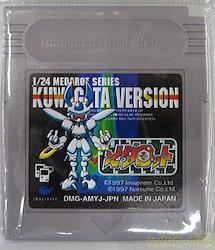 Nintendo GAME BOY
1/24 MEDAROT SERIES
KUWAGATA VERSION
メダロット
imagineer
©1997 Imagineer Co.Ltd
©1997 Natsume Co.Ltd.
DMG-AMYJ-JPN MADE IN JAPAN